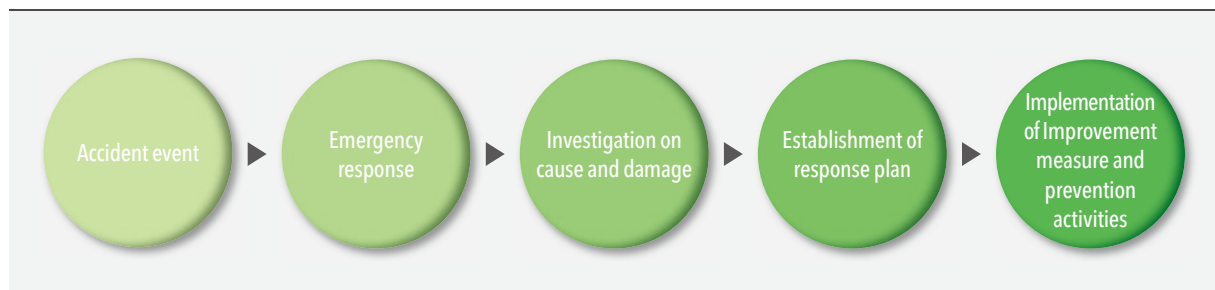 Accident event
Emergency
response
Investigation on
cause and damage
Establishment of
response plan
Implementation
of Improvement
measure and
prevention
activities